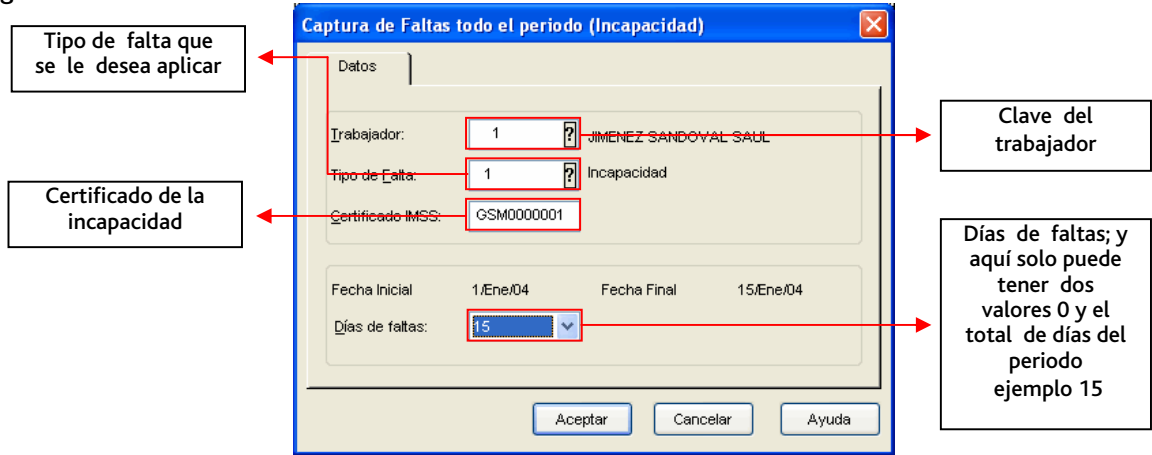 Captura de Faltas todo el periodo (Incapacidad)
Tipo de falta que
se le desea aplicar
Datos
Trabajador:
1
?
JIMENEZ SANDOVAL SAUL
Clave del
trabajador
Tipo de Falta:
1
?
Incapacidad
Certificado de la
incapacidad
Certificado IMSS:
GSM0000001
Fecha Inicial
1/Ene/04
Fecha Final
15/Ene/04
Días de faltas:
15
Días de faltas; y
aquí solo puede
tener dos
valores 0 y el
total de días del
periodo
ejemplo 15
Aceptar
Cancelar
Ayuda